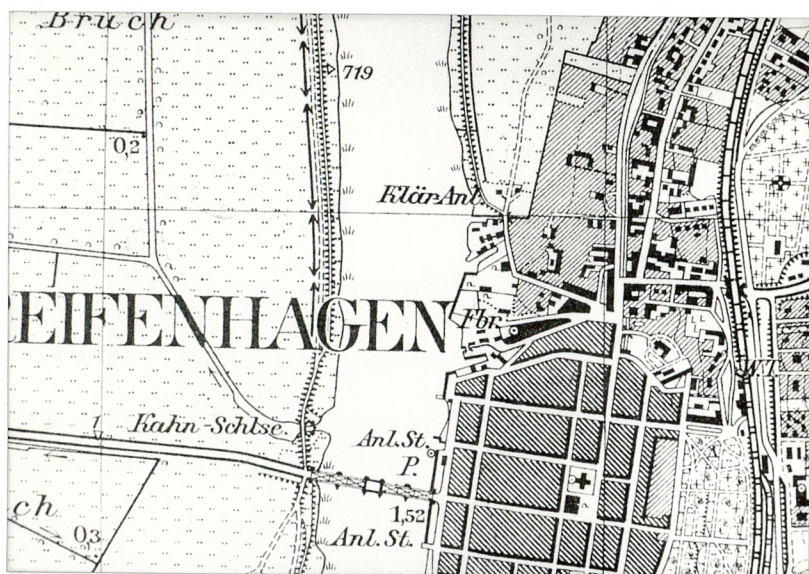 Bruch
719
0,2
Klär Anl.
REIFENHAGEN
Fbr.
1
Kahn-Schlse.
Anl. St.
P.
1,52
ch
0,3
Anl. St.